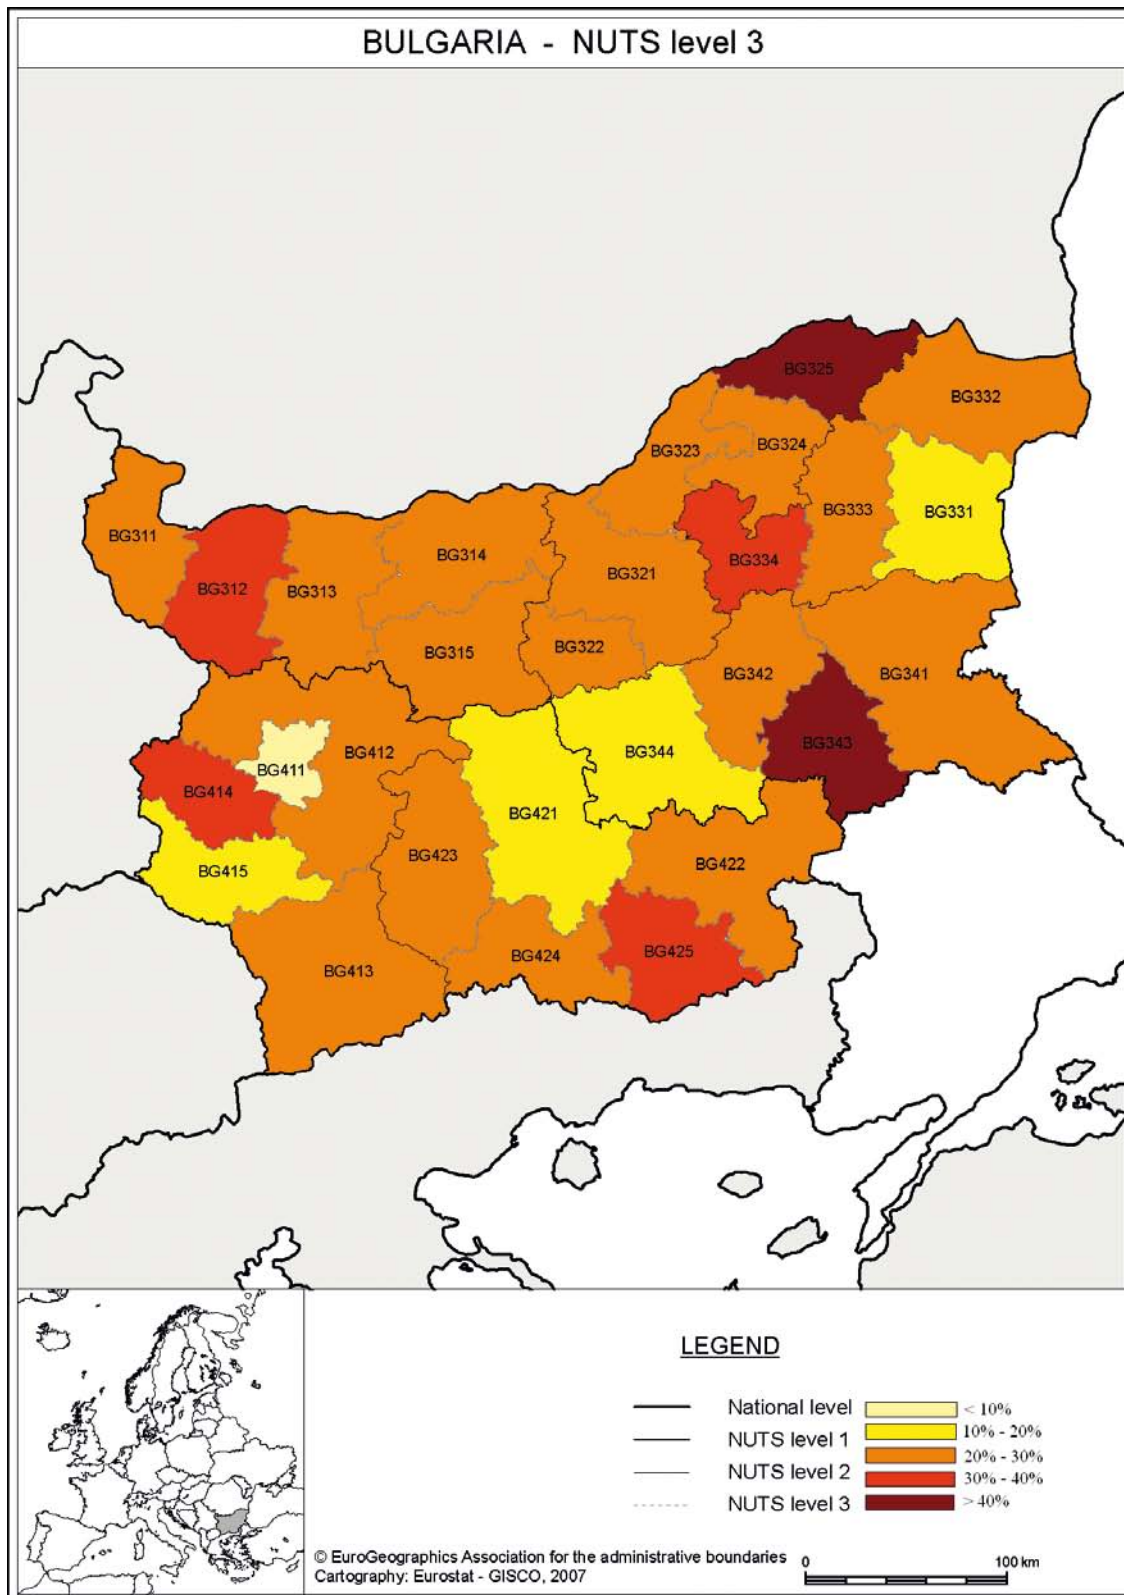 BULGARIA - NUTS level 3
BG325
BG332
BG323
BG324
BG331
BG333
BG311
BG314
BG334
BG321
BG312
BG313
BG322
BG315
BG342
BG341
BG412
BG344
BG343
BG411
BG414
BG421
BG423
BG422
BG415
BG424
BG425
BG413
LEGEND
National level < 10%
NUTS level 1 10% - 20%
NUTS level 2 20% - 30%
NUTS level 3 30% - 40%
> 40%
© EuroGeographics Association for the administrative boundaries
Cartography: Eurostat - GISCO, 2007
0 100 km